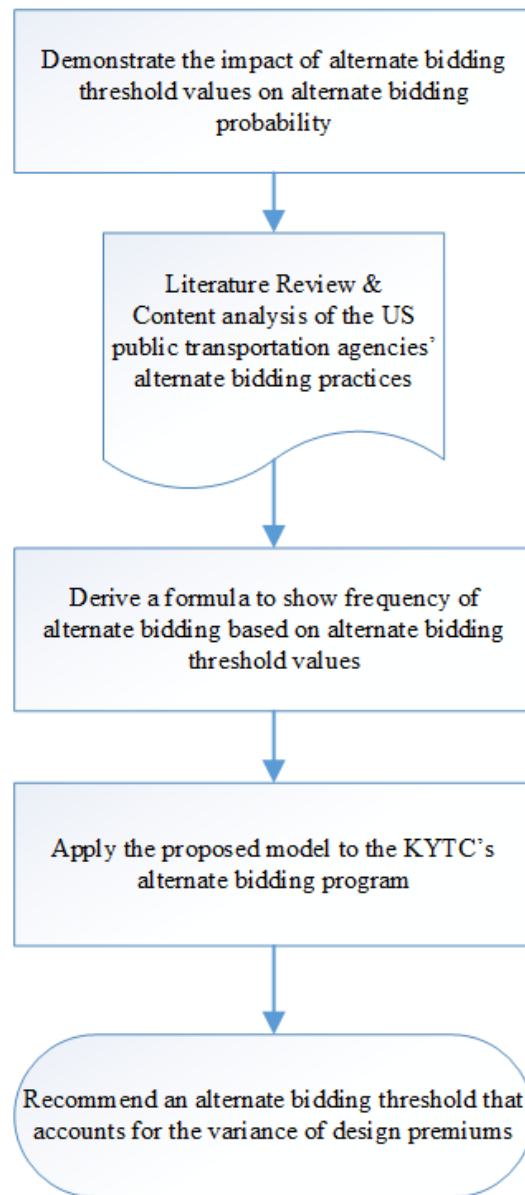 Demonstrate the impact of alternate bidding
threshold values on alternate bidding
probability
Literature Review &
Content analysis of the US
public transportation agencies’
alternate bidding practices
Derive a formula to show frequency of
alternate bidding based on alternate bidding
threshold values
Apply the proposed model to the KYTC’s
alternate bidding program
Recommend an alternate bidding threshold that
accounts for the variance of design premiums